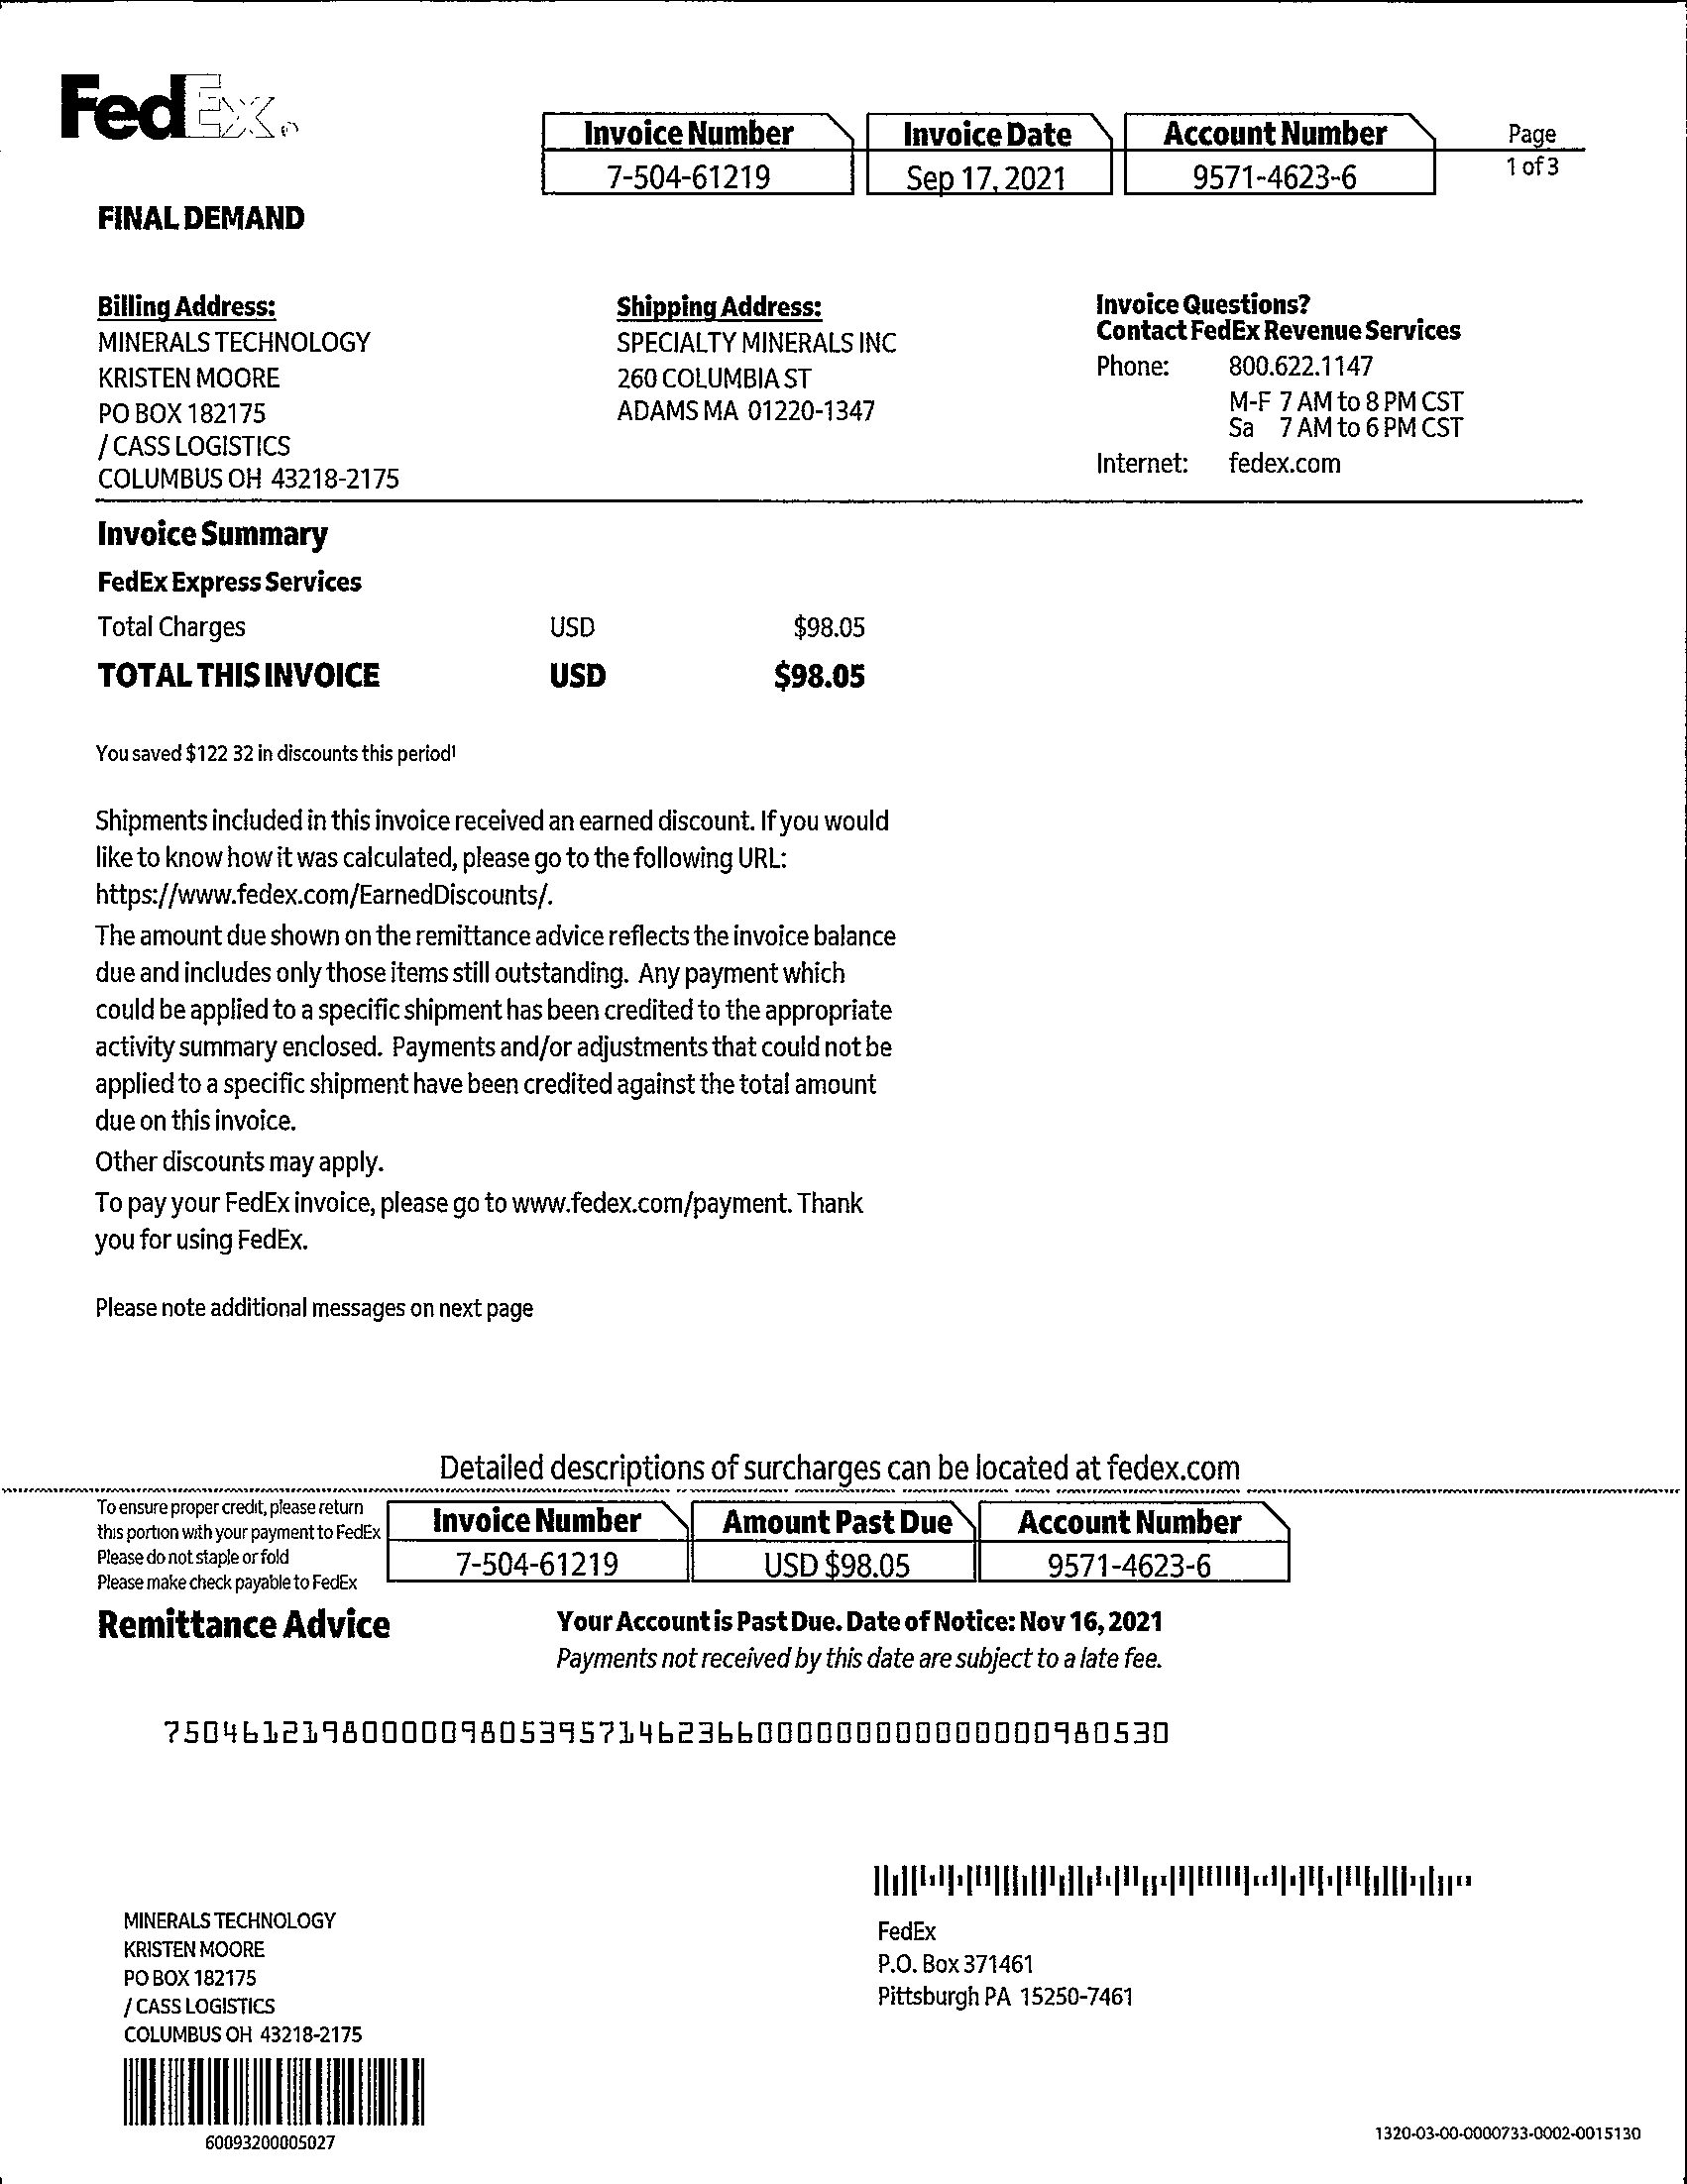 FedEx®
Invoice Number
7-504-61219
Invoice Date
Sep 17, 2021
Account Number
9571-4623-6
Page
1 of 3
FINAL DEMAND
Billing Address:
MINERALS TECHNOLOGY
KRISTEN MOORE
PO BOX 182175
/ CASS LOGISTICS
COLUMBUS OH 43218-2175
Shipping Address:
SPECIALTY MINERALS INC
260 COLUMBIA ST
ADAMS MA 01220-1347
Invoice Questions?
Contact FedEx Revenue Services
Phone: 800.622.1147
M-F 7 AM to 8 PM CST
Sa 7 AM to 6 PM CST
Internet: fedex.com
Invoice Summary
FedEx Express Services
Total Charges USD $98.05
TOTAL THIS INVOICE USD $98.05
You saved $122 32 in discounts this period¹
Shipments included in this invoice received an earned discount. If you would
like to know how it was calculated, please go to the following URL:
https://www.fedex.com/EarnedDiscounts/.
The amount due shown on the remittance advice reflects the invoice balance
due and includes only those items still outstanding. Any payment which
could be applied to a specific shipment has been credited to the appropriate
activity summary enclosed. Payments and/or adjustments that could not be
applied to a specific shipment have been credited against the total amount
due on this invoice.
Other discounts may apply.
To pay your FedEx invoice, please go to www.fedex.com/payment. Thank
you for using FedEx.
Please note additional messages on next page
Detailed descriptions of surcharges can be located at fedex.com
To ensure proper credit, please return
this portion with your payment to FedEx
Please do not staple or fold
Please make check payable to FedEx
Invoice Number
7-504-61219
Amount Past Due
USD $98.05
Account Number
9571-4623-6
Remittance Advice
Your Account is Past Due. Date of Notice: Nov 16, 2021
Payments not received by this date are subject to a late fee.
7504612198000009805395714623660000000000000000980530
MINERALS TECHNOLOGY
KRISTEN MOORE
PO BOX 182175
/ CASS LOGISTICS
COLUMBUS OH 43218-2175
60093200005027
FedEx
P.O. Box 371461
Pittsburgh PA 15250-7461
1320-03-00-0000733-0002-0015130